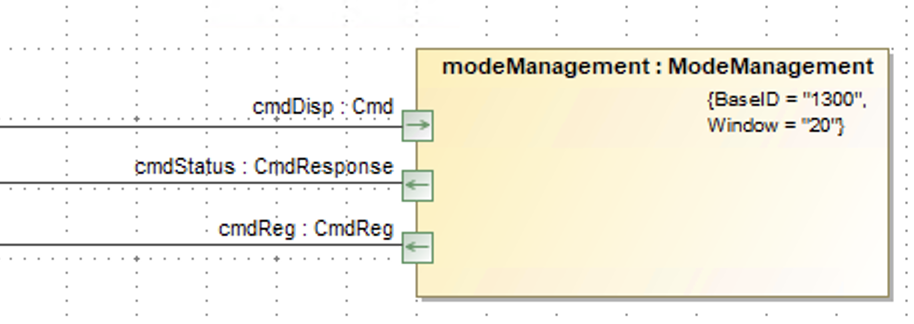 modeManagement : ModeManagement
{BaseID = "1300",
Window = "20"}
cmdDisp : Cmd
cmdStatus : CmdResponse
cmdReg : CmdReg